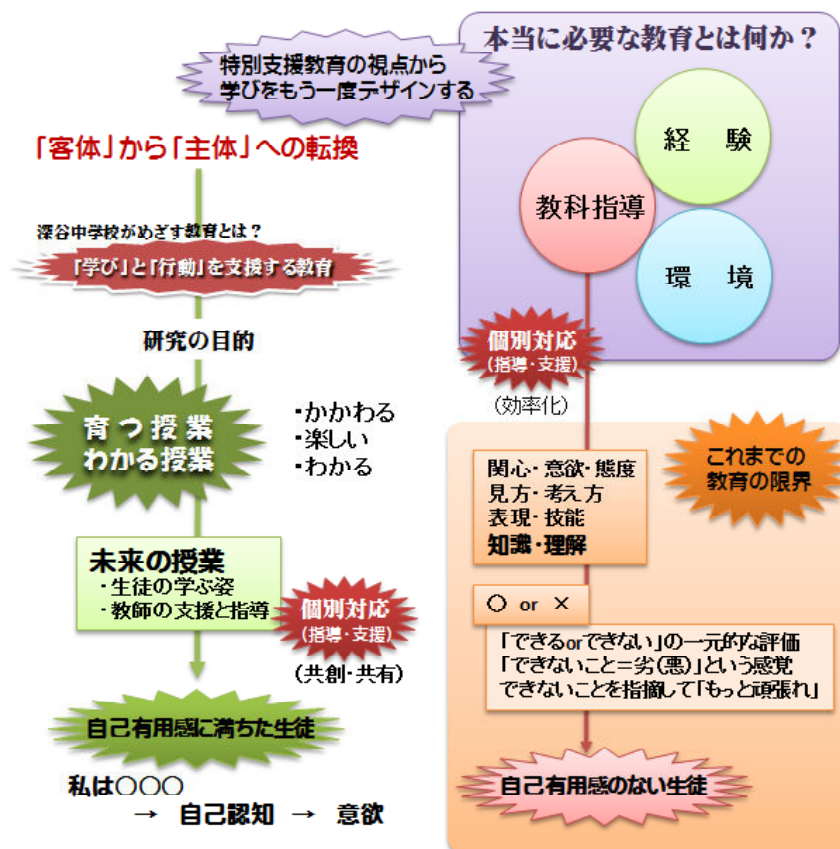 特別支援教育の視点から
学びをもう一度デザインする
「客体」から「主体」への転換
深谷中学校がめざす教育とは？
「学び」と「行動」を支援する教育
研究の目的
育つ授業
わかる授業
・かかわる
・楽しい
・わかる
未来の授業
・生徒の学ぶ姿
・教師の支援と指導
個別対応
(指導・支援)
(共創・共有)
自己有用感に満ちた生徒
私は〇〇〇
→ 自己認知 → 意欲
本当に必要な教育とは何か？
経 験
教科指導
環 境
個別対応
(指導・支援)
(効率化)
これまでの
教育の限界
関心・意欲・態度
見方・考え方
表現・技能
知識・理解
〇 or ×
「できるorできない」の一元的な評価
「できないこと＝劣(悪)」という感覚
できないことを指摘して「もっと頑張れ」
自己有用感のない生徒